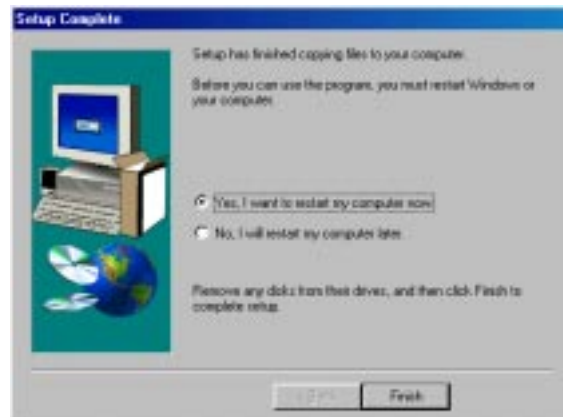 Setup Complete
Setup has finished copying files to your computer.
Before you can use the program, you must restart Windows or
your computer.
Yes, I want to restart my computer now.
No, I will restart my computer later.
Remove any disks from their drives, and then click Finish to
complete setup.
Finish